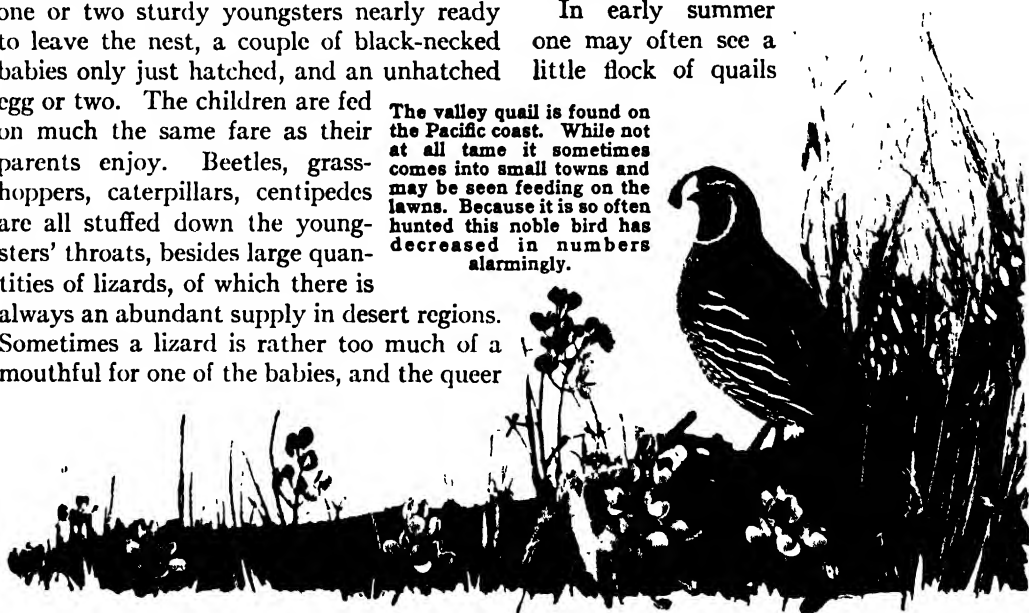 one or two sturdy youngsters nearly ready
to leave the nest, a couple of black-necked
babies only just hatched, and an unhatched
egg or two. The children are fed
on much the same fare as their
parents enjoy. Beetles, grass-
hoppers, caterpillars, centipedes
are all stuffed down the young-
sters' throats, besides large quan-
tities of lizards, of which there is
always an abundant supply in desert regions.
Sometimes a lizard is rather too much of a
mouthful for one of the babies, and the queer
The valley quail is found on
the Pacific coast. While not
at all tame it sometimes
comes into small towns and
may be seen feeding on the
lawns. Because it is so often
hunted this noble bird has
decreased in numbers
alarmingly.
In early summer
one may often see a
little flock of quails